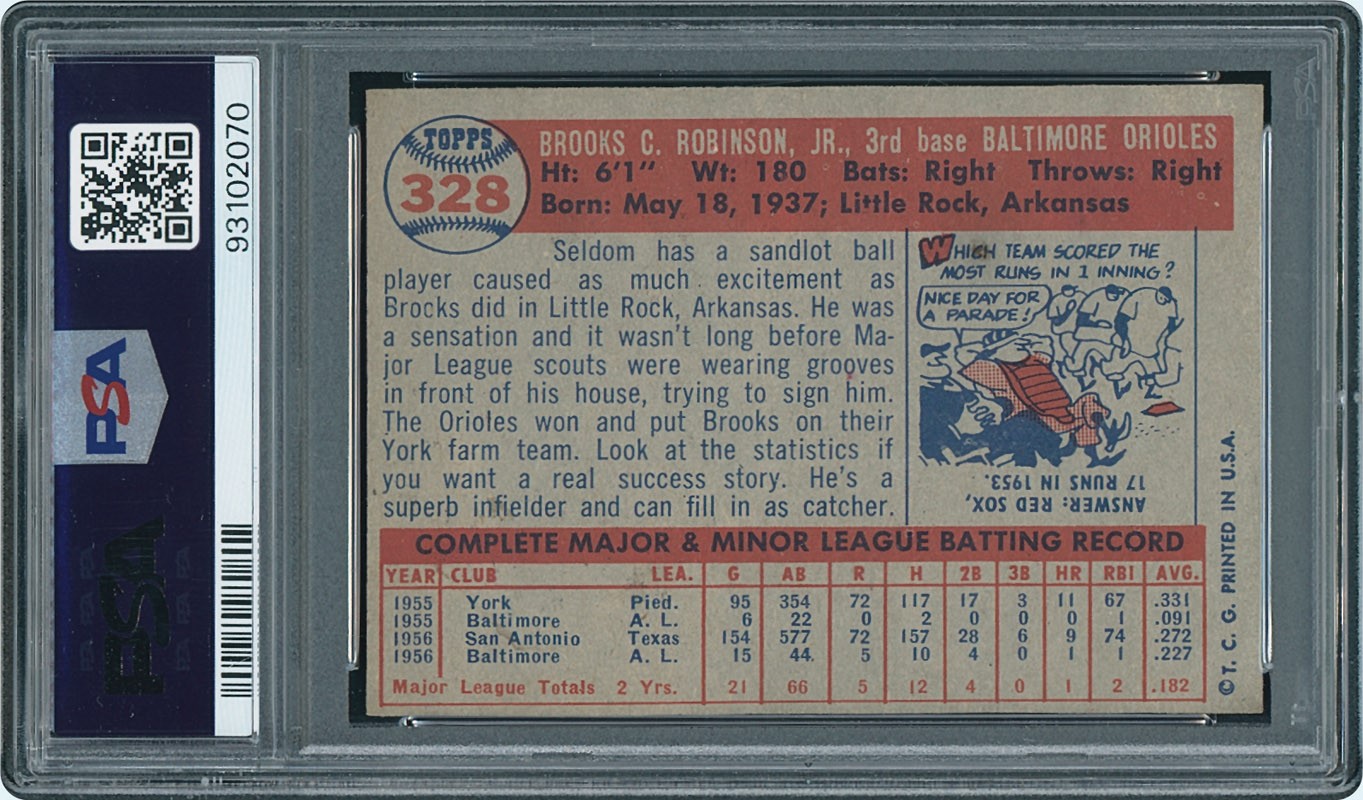 PSA
93102070
PSA
TOPPS
328
BROOKS C. ROBINSON, JR., 3rd base BALTIMORE ORIOLES
Ht: 6'1" Wt: 180 Bats: Right Throws: Right
Born: May 18, 1937; Little Rock, Arkansas
Seldom has a sandlot ball
player caused as much excitement as
Brocks did in Little Rock, Arkansas. He was
a sensation and it wasn't long before Ma-
jor League scouts were wearing grooves
in front of his house, trying to sign him.
The Orioles won and put Brooks on their
York farm team. Look at the statistics if
you want a real success story. He's a
superb infielder and can fill in as catcher.
WHICH TEAM SCORED THE
MOST RUNS IN 1 INNING?
NICE DAY FOR
A PARADE!
ANSWER: RED SOX,
17 RUNS IN 1953.
COMPLETE MAJOR & MINOR LEAGUE BATTING RECORD
YEAR CLUB LEA. G AB R H 2B 3B HR RBI AVG.
1955 York Pied. 95 354 72 117 17 3 11 67 .331
1955 Baltimore A. L. 6 22 0 2 0 0 0 1 .091
1956 San Antonio Texas 154 577 72 157 28 6 9 74 .272
1956 Baltimore A. L. 15 44 5 10 4 0 1 1 .227
Major League Totals 2 Yrs. 21 66 5 12 4 0 1 2 .182
© T. C. G. PRINTED IN U.S.A.
PSA